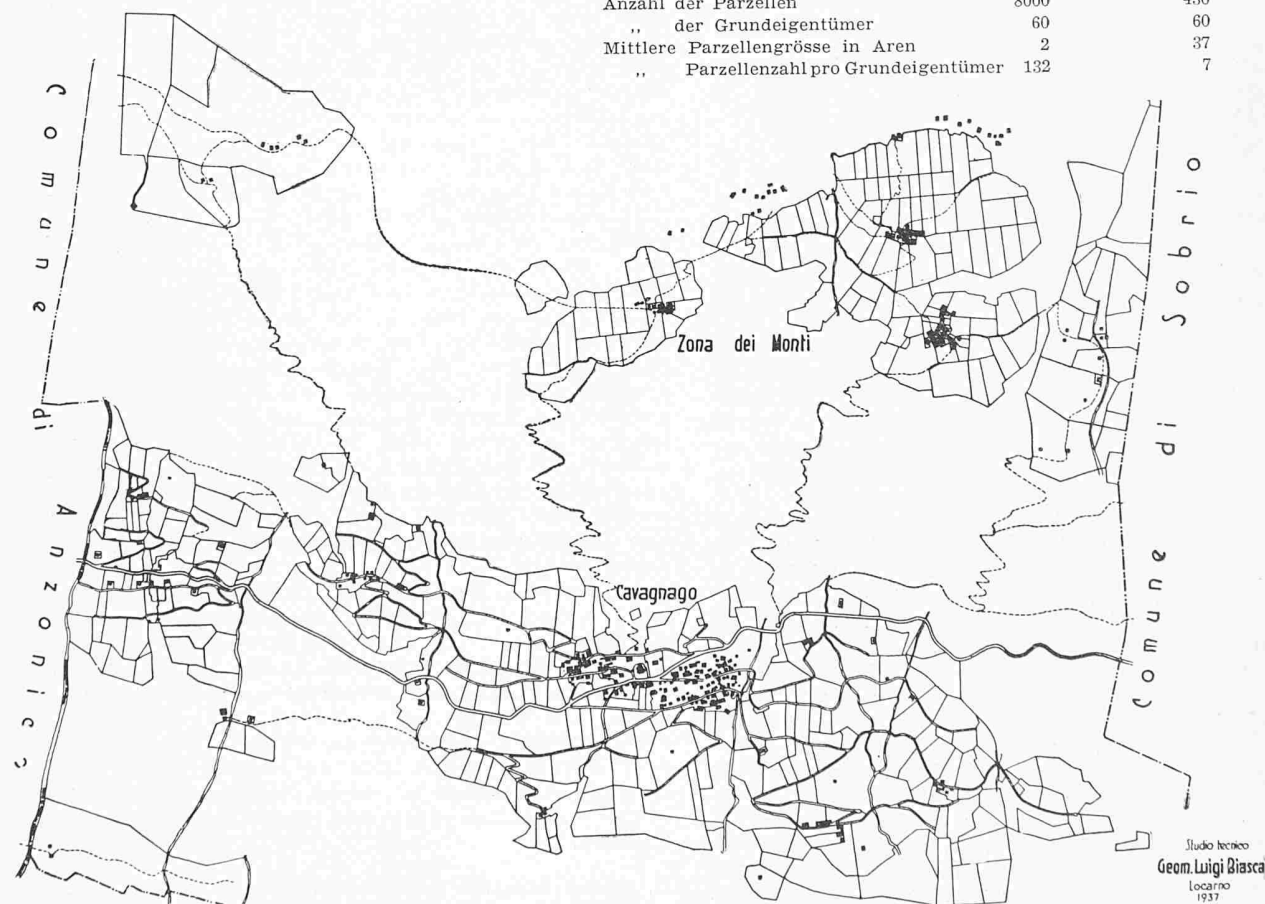 Anzahl der Parzellen 8000 430
„ der Grundeigentümer 60 60
Mittlere Parzellengrösse in Aren 2 37
„ Parzellenzahl pro Grundeigentümer 132 7
Comune di Anzonico
Comune di Sobrio
Zona dei Monti
Cavagnago
Studio tecnico
Geom. Luigi Biasca
Locarno
1937